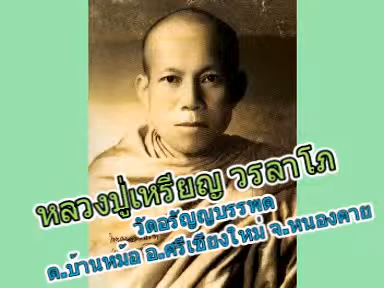 หลวงปู่เหรียญ วรลาโภ
วัดอรัญญบรรพต
ต.บ้านหม้อ อ.ศรีเชียงใหม่ จ.หนองคาย